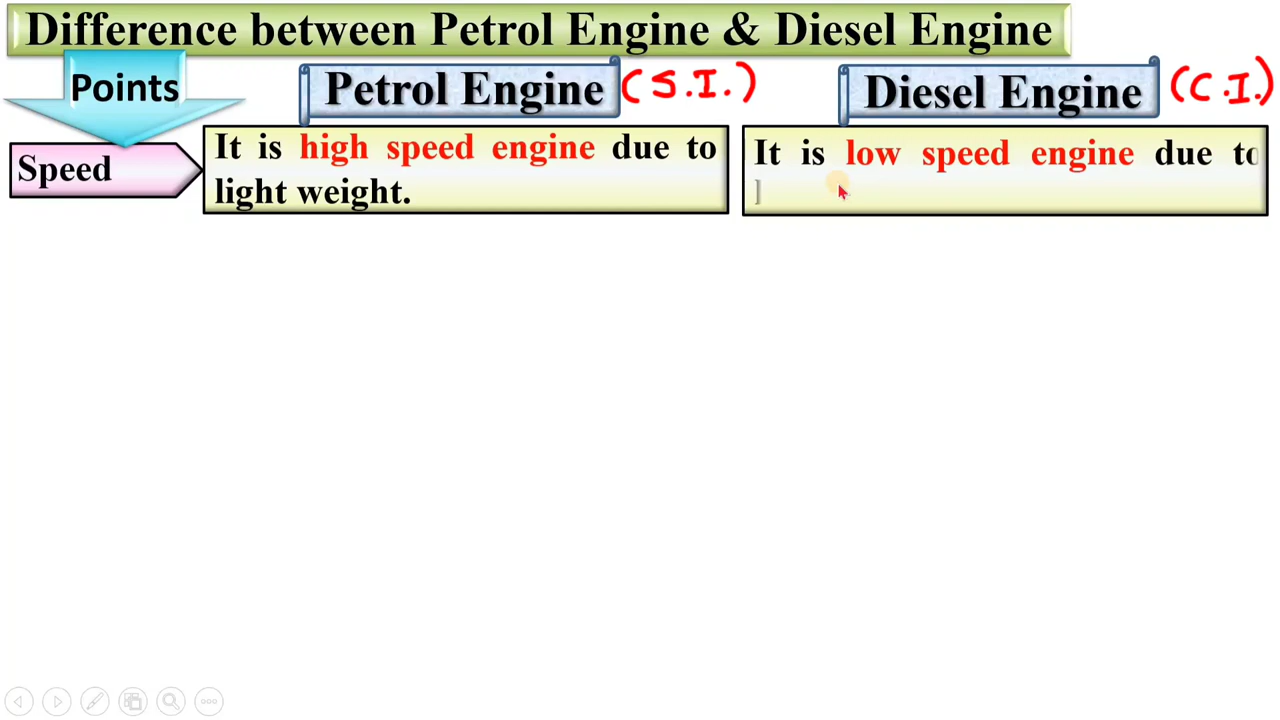 Difference between Petrol Engine & Diesel Engine
Points
Petrol Engine (S.I.)
Diesel Engine (C.I.)
Speed
It is high speed engine due to
light weight.
It is low speed engine due to